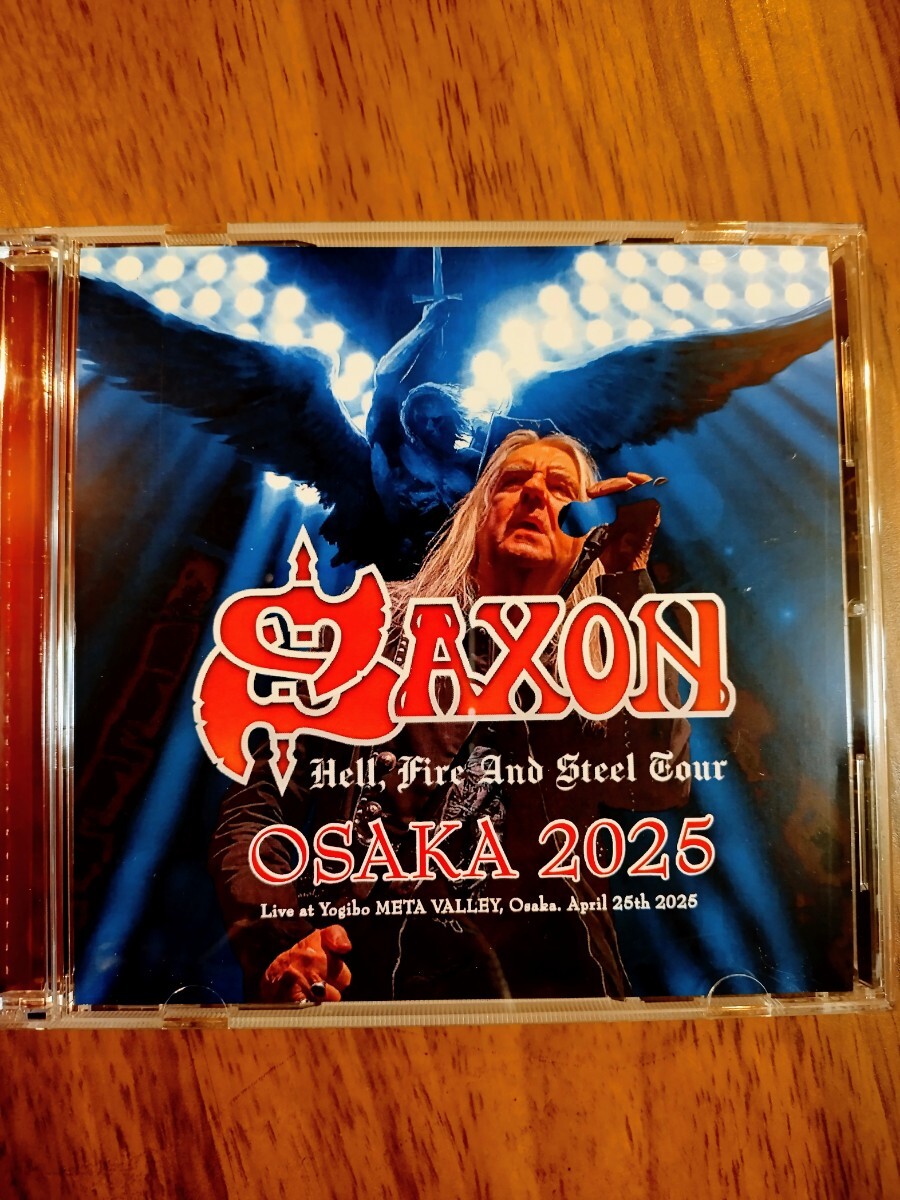 SAXON
Hell, Fire And Steel Tour
OSAKA 2025
Live at Yogibo META VALLEY, Osaka. April 25th 2025